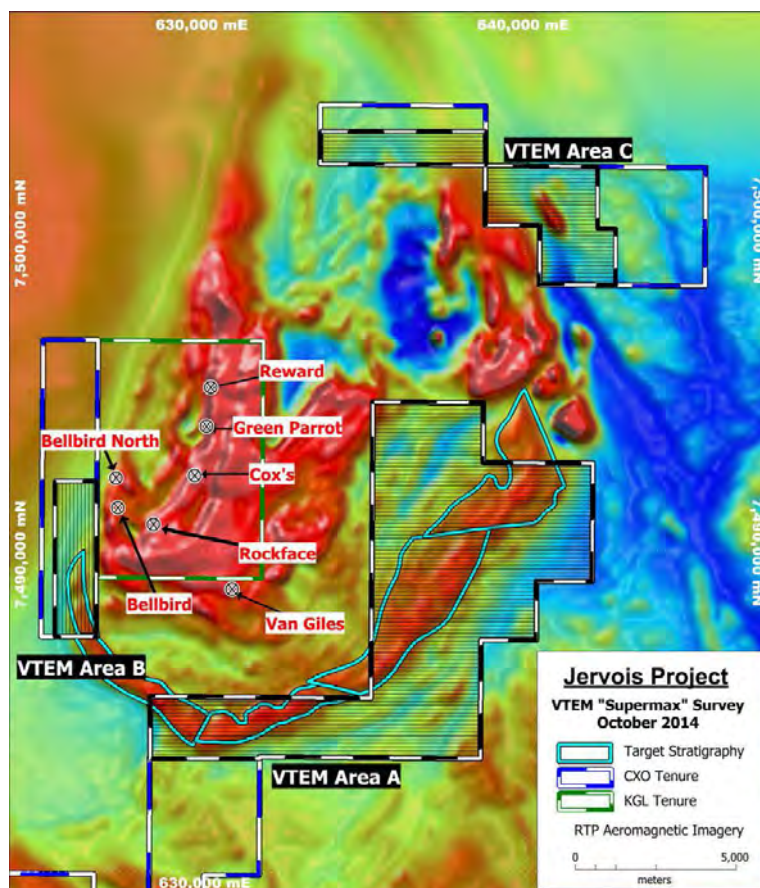 630,000 mE
640,000 mE
VTEM Area C
7,500,000 mN
7,500,000 mN
Reward
Green Parrot
Bellbird North
Cox's
Rockface
7,490,000 mN
7,490,000 mN
Bellbird
Van Giles
VTEM Area B
VTEM Area A
Jervois Project
VTEM "Supermax" Survey
October 2014
Target Stratigraphy
CXO Tenure
KGL Tenure
RTP Aeromagnetic Imagery
0 5,000
meters
630,000 mE